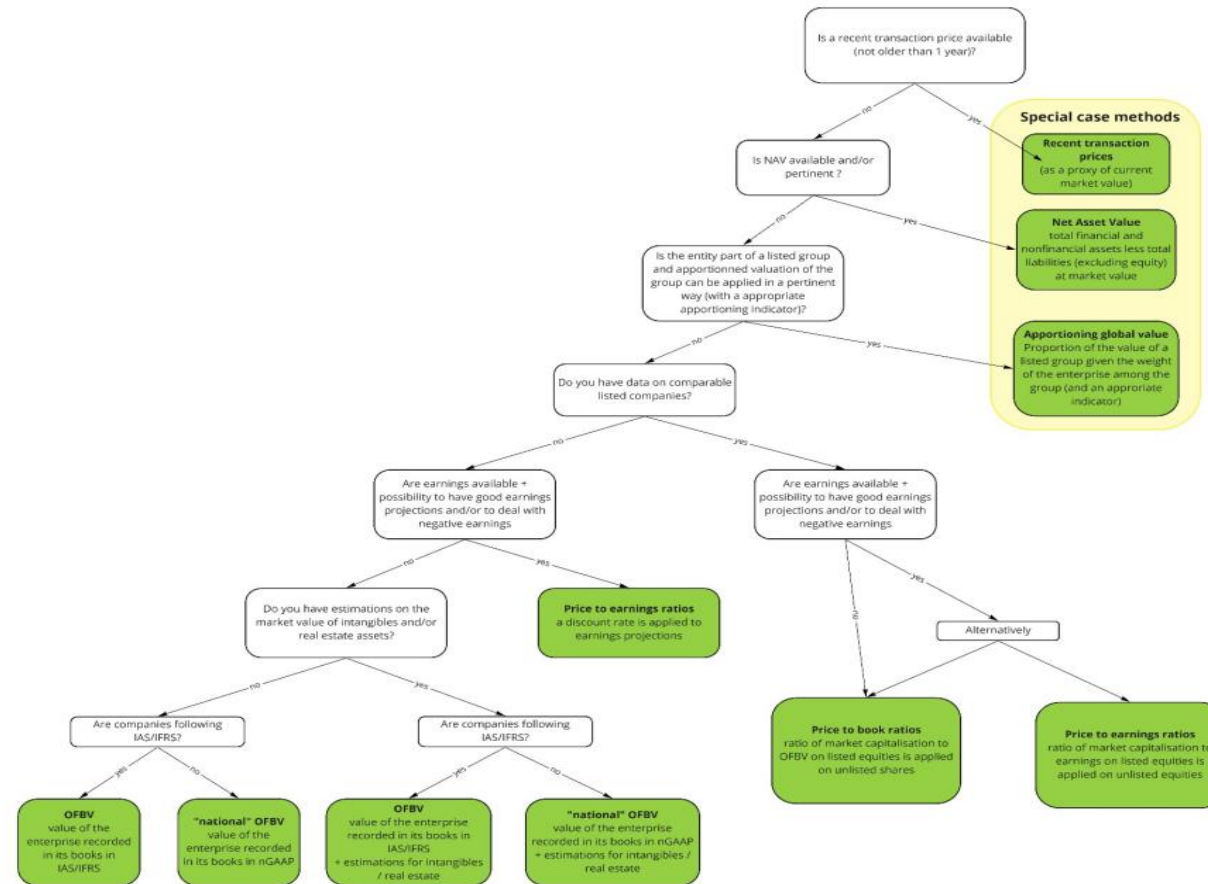 Is a recent transaction price available
(not older than 1 year)?
no
yes
Special case methods
Recent transaction
prices
(as a proxy of current
market value)
Is NAV available and/or
pertinent ?
no
yes
Net Asset Value
total financial and
nonfinancial assets less total
liabilities (excluding equity)
at market value
Is the entity part of a listed group
and apportionned valuation of the
group can be applied in a pertinent
way (with a appropriate
apportioning indicator)?
no
yes
Apportioning global value
Proportion of the value of a
listed group given the weight
of the enterprise among the
group (and an approriate
indicator)
Do you have data on comparable
listed companies?
no
yes
Are earnings available +
possibility to have good earnings
projections and/or to deal with
negative earnings
Are earnings available +
possibility to have good earnings
projections and/or to deal with
negative earnings
no
yes
no
yes
Do you have estimations on the
market value of intangibles and/or
real estate assets?
Price to earnings ratios
a discount rate is applied to
earnings projections
Alternatively
no
yes
Are companies following
IAS/IFRS?
Are companies following
IAS/IFRS?
Price to book ratios
ratio of market capitalisation to
OFBV on listed equities is applied
on unlisted shares
Price to earnings ratios
ratio of market capitalisation to
earnings on listed equities is
applied on unlisted equities
yes
no
yes
no
OFBV
value of the
enterprise recorded
in its books in
IAS/IFRS
"national" OFBV
value of the
enterprise recorded
in its books in nGAAP
OFBV
value of the enterprise
recorded in its books in
IAS/IFRS
+ estimations for intangibles
/ real estate
"national" OFBV
value of the enterprise
recorded in its books in nGAAP
+ estimations for intangibles /
real estate